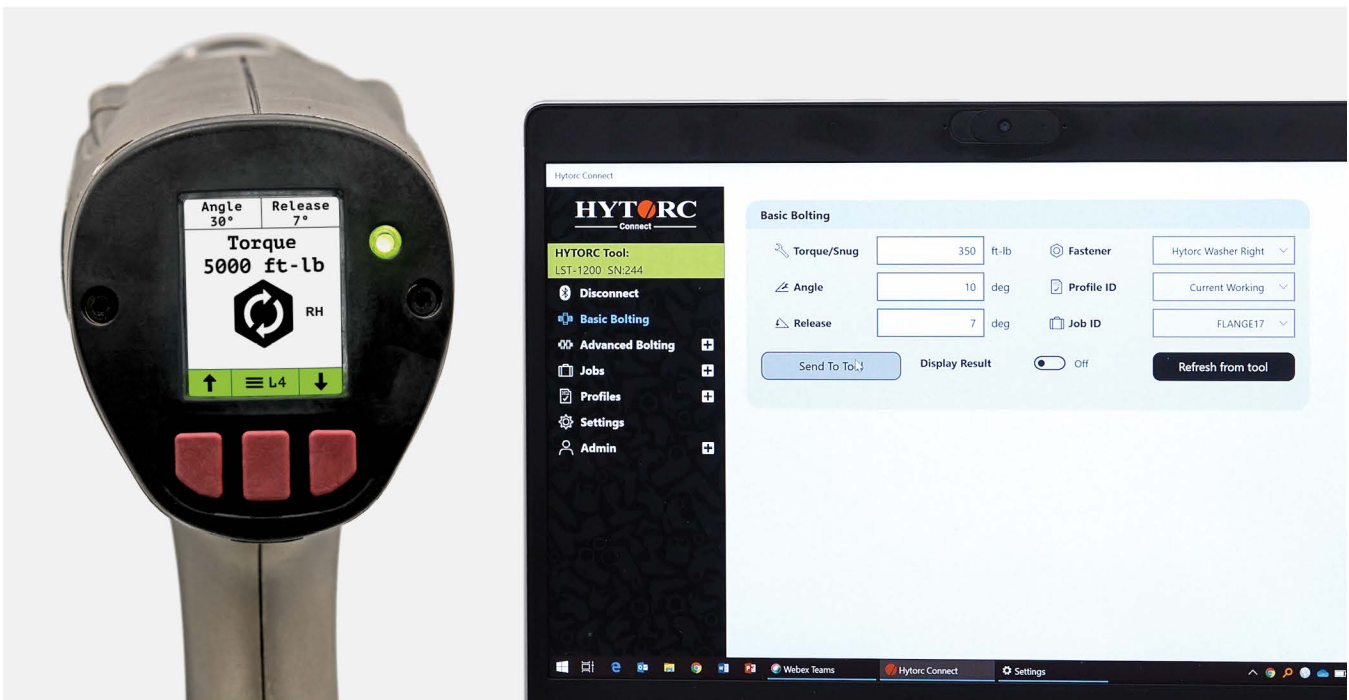 Angle Release
30° 7°
Torque
5000 ft-lb
RH
L4
Hytorc Connect
HYTORC
Connect
HYTORC Tool:
LST-1200 SN:244
Disconnect
Basic Bolting
Advanced Bolting
Jobs
Profiles
Settings
Admin
Basic Bolting
Torque/Snug 350 ft-lb Fastener Hytorc Washer Right
Angle 10 deg Profile ID Current Working
Release 7 deg Job ID FLANGE17
Send To Tool Display Result Off Refresh from tool
Webex Teams Hytorc Connect Settings